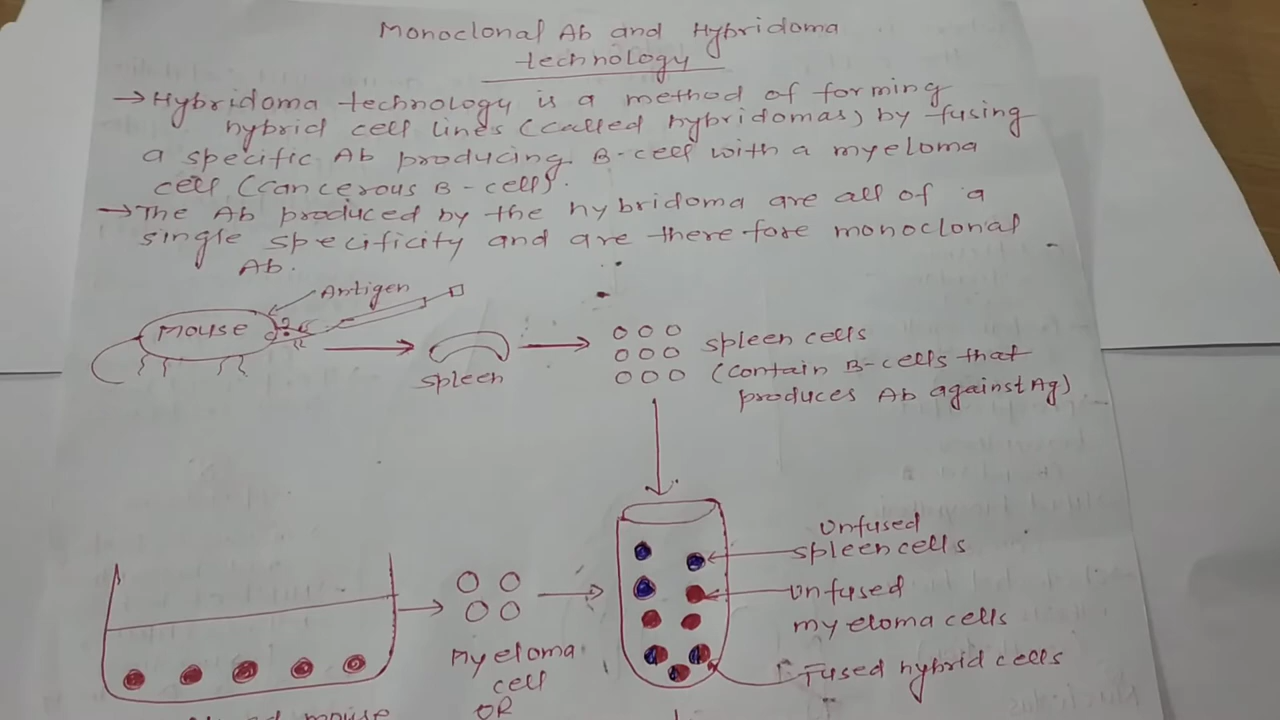 Monoclonal Ab and Hybridoma
technology
→ Hybridoma technology is a method of forming
hybrid cell lines (called hybridomas) by fusing
a specific Ab producing B-cell with a myeloma
cell (cancerous B-cell).
→ The Ab produced by the hybridoma are all of a
single specificity and are therefore monoclonal
Ab.
Antigen
Mouse
spleen
spleen cells
(contain B-cells that
produces Ab against Ag)
Unfused
spleen cells
Unfused
myeloma cells
Fused hybrid cells
Myeloma
cell
OR
mouse